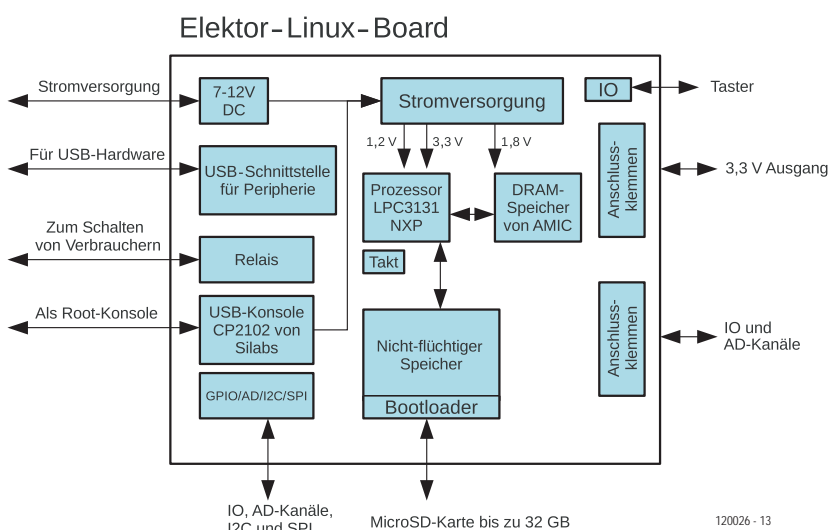 Elektor-Linux-Board
Stromversorgung
7-12V
DC
Stromversorgung
IO
Taster
1,2 V
3,3 V
1,8 V
Für USB-Hardware
USB-Schnittstelle
für Peripherie
Prozessor
LPC3131
NXP
DRAM-
Speicher
von AMIC
Anschluss-
klemmen
3,3 V Ausgang
Zum Schalten
von Verbrauchern
Relais
Takt
Als Root-Konsole
USB-Konsole
CP2102 von
Silabs
Nicht-flüchtiger
Speicher
Bootloader
Anschluss-
klemmen
IO und
AD-Kanäle
GPIO/AD/I2C/SPI
IO, AD-Kanäle,
I2C und SPI
MicroSD-Karte bis zu 32 GB
120026 - 13